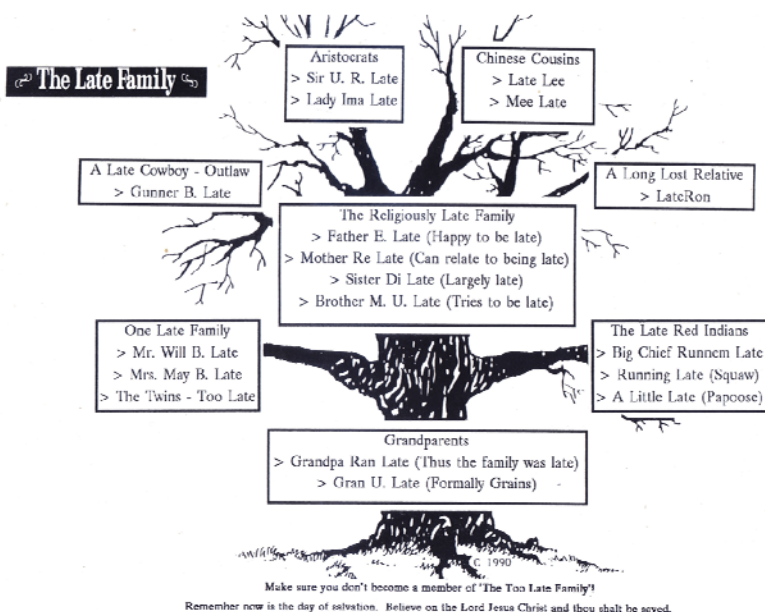 The Late Family
Aristocrats
> Sir U. R. Late
> Lady Ima Late
Chinese Cousins
> Late Lee
> Mee Late
A Late Cowboy - Outlaw
> Gunner B. Late
A Long Lost Relative
> LateRon
The Religiously Late Family
> Father E. Late (Happy to be late)
> Mother Re Late (Can relate to being late)
> Sister Di Late (Largely late)
> Brother M. U. Late (Tries to be late)
One Late Family
> Mr. Will B. Late
> Mrs. May B. Late
> The Twins - Too Late
The Late Red Indians
> Big Chief Runnem Late
> Running Late (Squaw)
> A Little Late (Papoose)
Grandparents
> Grandpa Ran Late (Thus the family was late)
> Gran U. Late (Formally Grains)
© 1990
Make sure you don't become a member of 'The Too Late Family'!
Remember now is the day of salvation. Believe on the Lord Jesus Christ and thou shalt be saved.